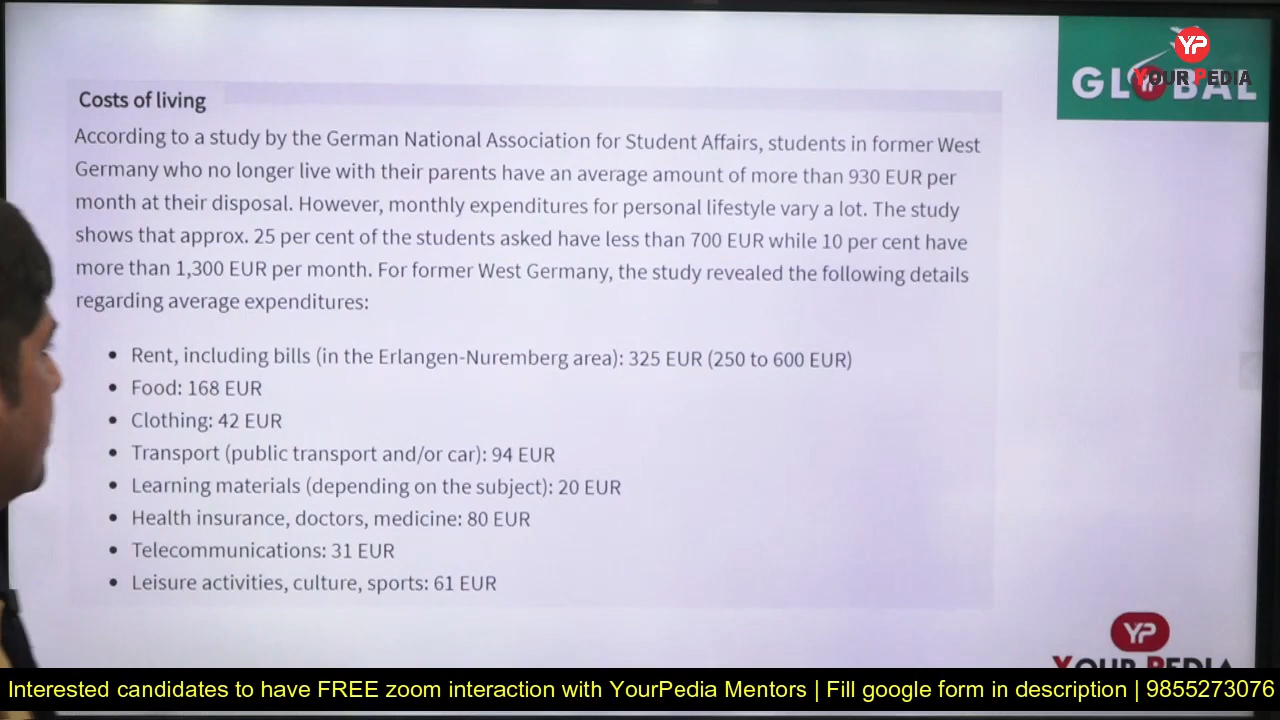 YP
GLOBAL
YOUR PEDIA
Costs of living
According to a study by the German National Association for Student Affairs, students in former West
Germany who no longer live with their parents have an average amount of more than 930 EUR per
month at their disposal. However, monthly expenditures for personal lifestyle vary a lot. The study
shows that approx. 25 per cent of the students asked have less than 700 EUR while 10 per cent have
more than 1,300 EUR per month. For former West Germany, the study revealed the following details
regarding average expenditures:
• Rent, including bills (in the Erlangen-Nuremberg area): 325 EUR (250 to 600 EUR)
• Food: 168 EUR
• Clothing: 42 EUR
• Transport (public transport and/or car): 94 EUR
• Learning materials (depending on the subject): 20 EUR
• Health insurance, doctors, medicine: 80 EUR
• Telecommunications: 31 EUR
• Leisure activities, culture, sports: 61 EUR
YP
YOUR PEDIA
Interested candidates to have FREE zoom interaction with YourPedia Mentors | Fill google form in description | 9855273076